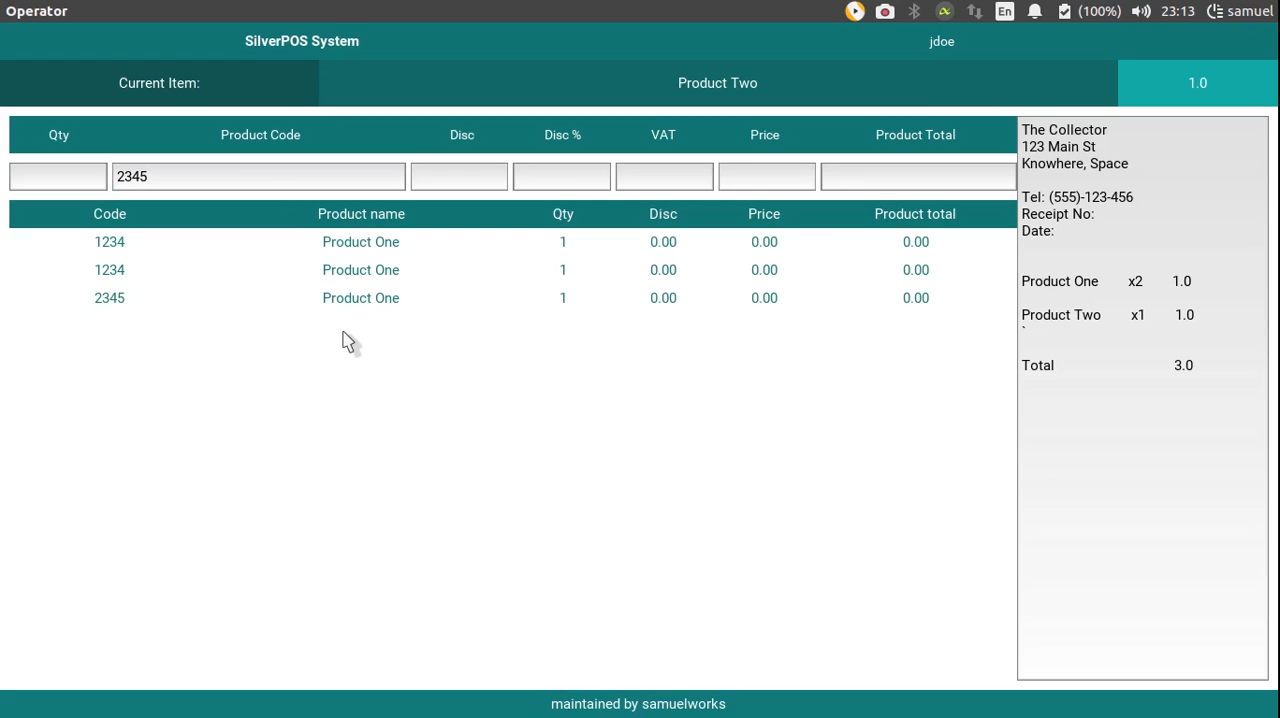 Operator En (100%) 23:13 samuel
SilverPOS System jdoe
Current Item: Product Two 1.0
Qty Product Code Disc Disc % VAT Price Product Total
2345
Code Product name Qty Disc Price Product total
1234 Product One 1 0.00 0.00 0.00
1234 Product One 1 0.00 0.00 0.00
2345 Product One 1 0.00 0.00 0.00
The Collector
123 Main St
Knowhere, Space
Tel: (555)-123-456
Receipt No:
Date:
Product One x2 1.0
Product Two x1 1.0
`
Total 3.0
maintained by samuelworks